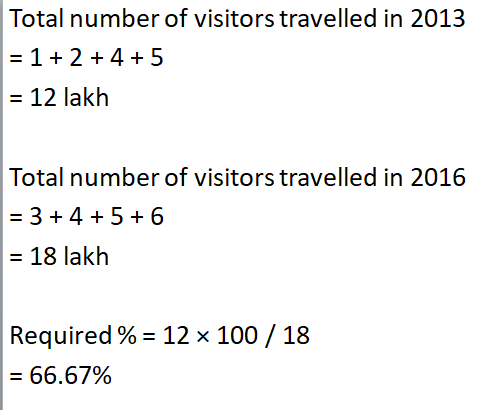 Total number of visitors travelled in 2013
= 1 + 2 + 4 + 5
= 12 lakh
Total number of visitors travelled in 2016
= 3 + 4 + 5 + 6
= 18 lakh
Required % = 12 × 100 / 18
= 66.67%